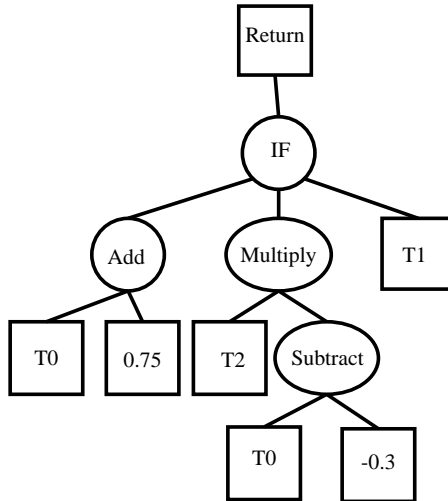 Return
IF
Add
Multiply
T1
T0
0.75
T2
Subtract
T0
-0.3